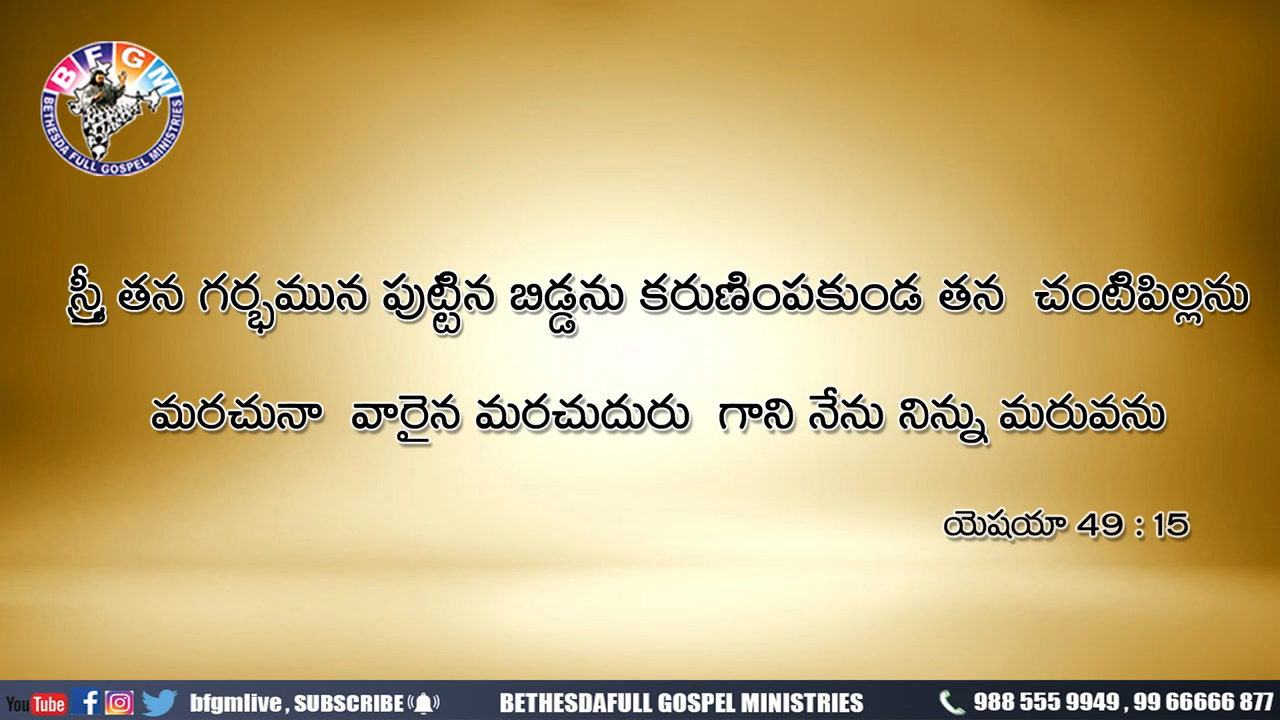 BFGM
BETHESDA FULL GOSPEL MINISTRIES
స్త్రీ తన గర్భమున పుట్టిన బిడ్డను కరుణింపకుండ తన చంటిపిల్లను
మరచునా వారైన మరచుదురు గాని నేను నిన్ను మరువను
యెషయా 49 : 15
YouTube bfgmlive , SUBSCRIBE BETHESDAFULL GOSPEL MINISTRIES 988 555 9949 , 99 66666 877